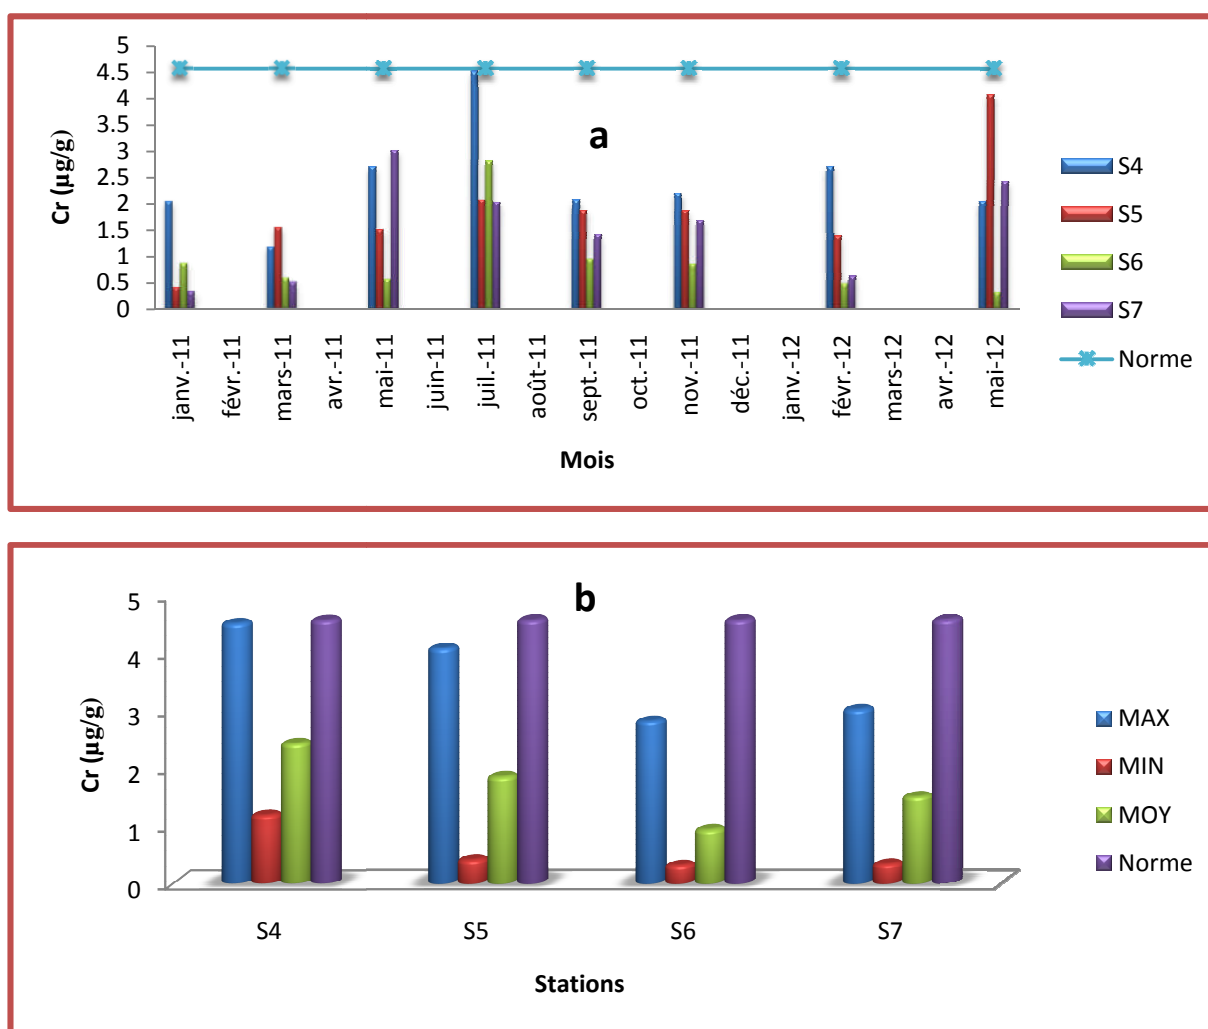 a
Cr (µg/g)
5
4.5
4
3.5
3
2.5
2
1.5
1
0.5
0
janv.-11
févr.-11
mars-11
avr.-11
mai-11
juin-11
juil.-11
août-11
sept.-11
oct.-11
nov.-11
déc.-11
janv.-12
févr.-12
mars-12
avr.-12
mai-12
Mois
S4
S5
S6
S7
Norme
b
Cr (µg/g)
5
4
3
2
1
0
S4
S5
S6
S7
Stations
MAX
MIN
MOY
Norme